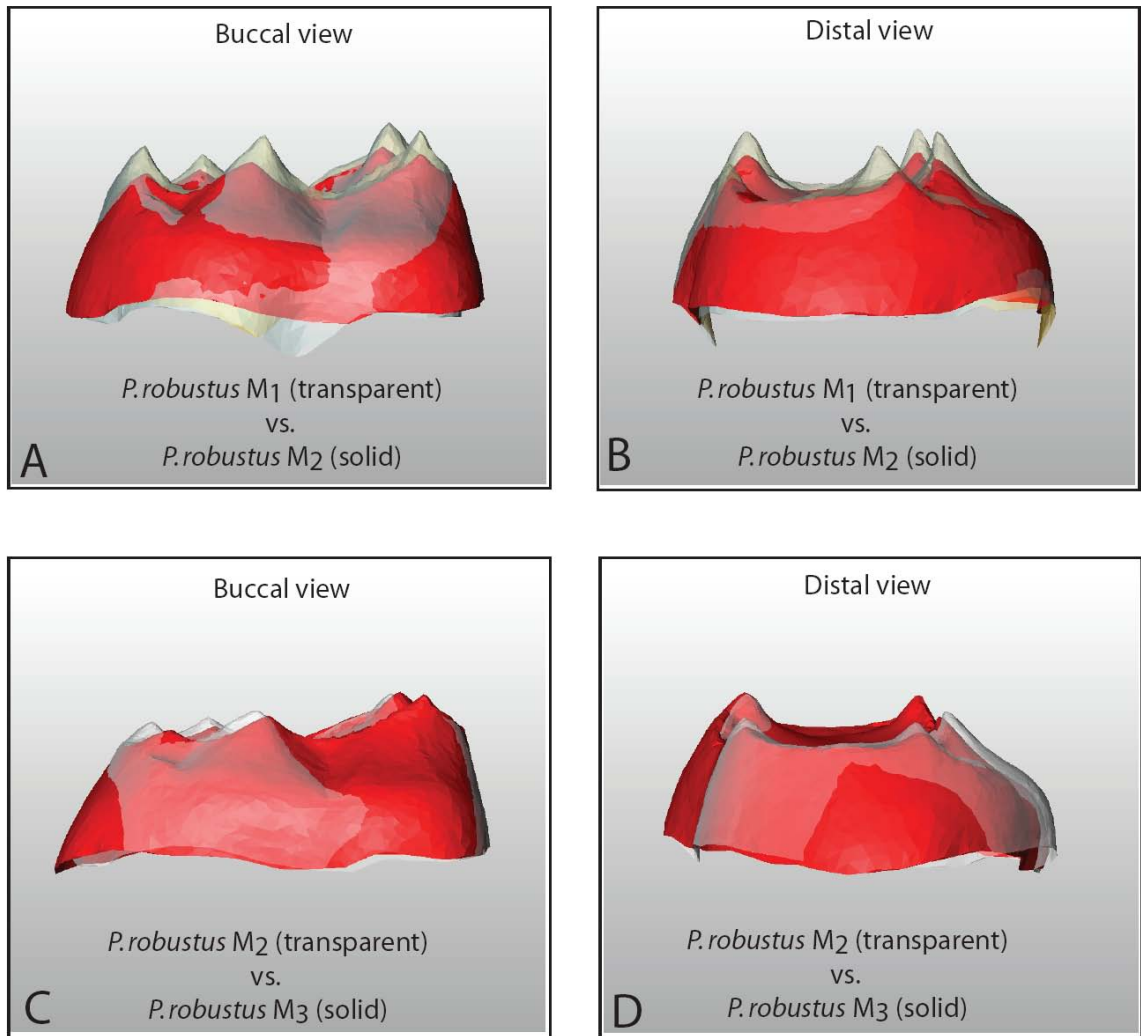 Buccal view
P. robustus M1 (transparent)
vs.
P. robustus M2 (solid)
A
Distal view
P. robustus M1 (transparent)
vs.
P. robustus M2 (solid)
B
Buccal view
P. robustus M2 (transparent)
vs.
P. robustus M3 (solid)
C
Distal view
P. robustus M2 (transparent)
vs.
P. robustus M3 (solid)
D